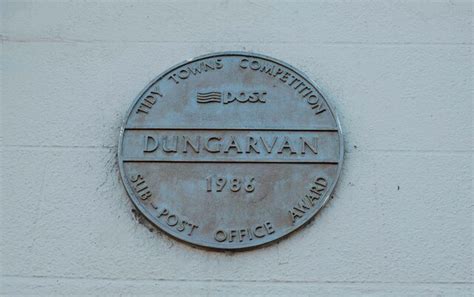 TIDY TOWNS COMPETITION
post
DUNGARVAN
1986
SUB-POST OFFICE AWARD